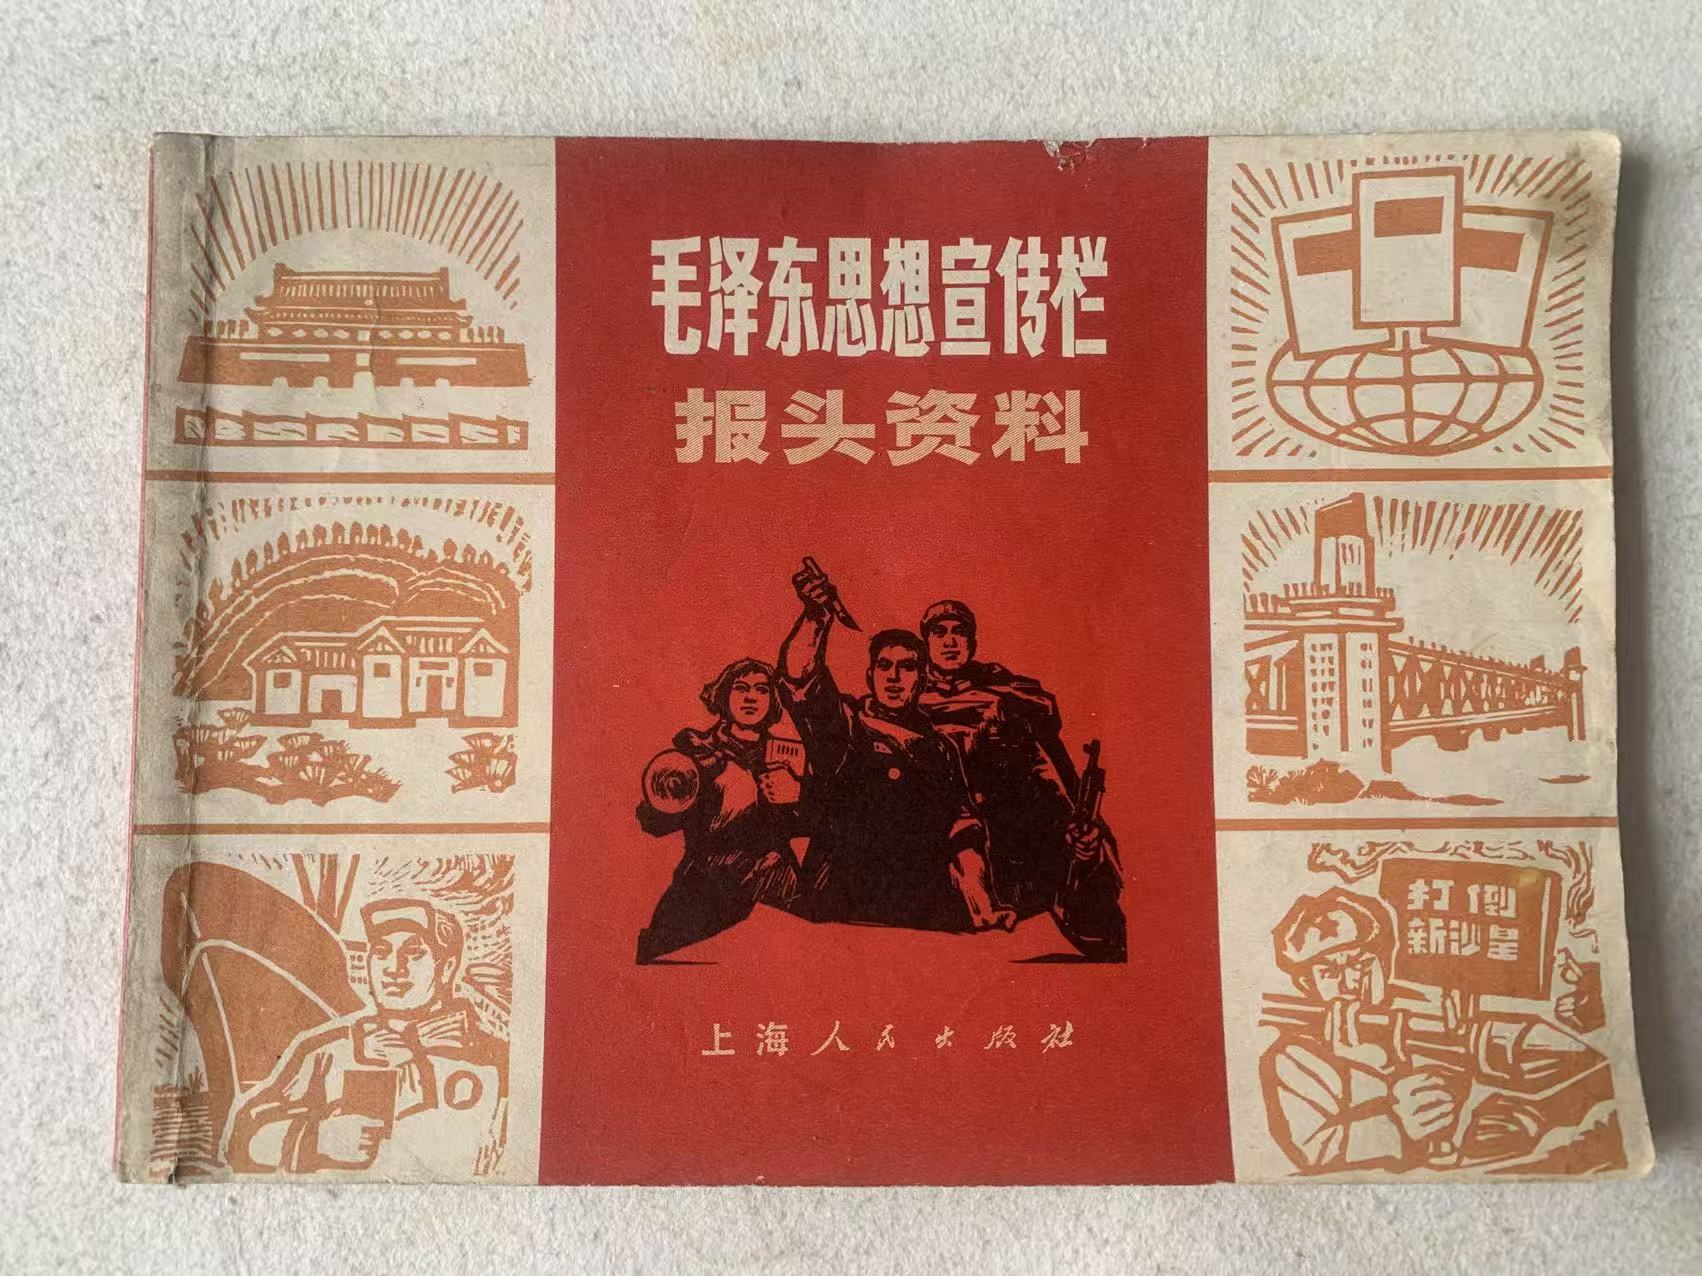 毛泽东思想宣传栏
报头资料
上海人民出版社
打倒
新沙皇